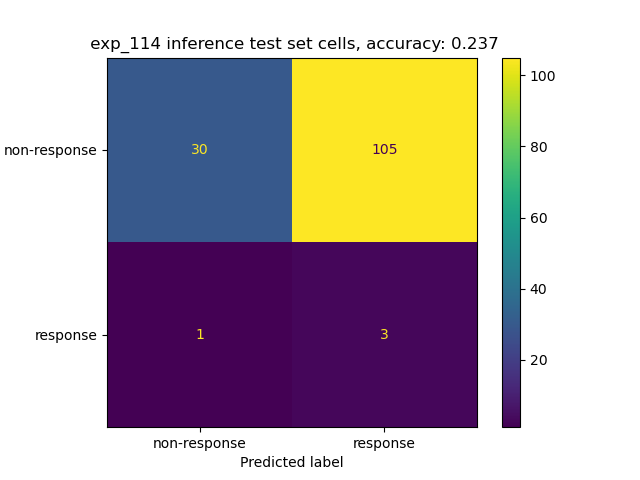 exp_114 inference test set cells, accuracy: 0.237
non-response
30
105
response
1
3
non-response
response
Predicted label
100
80
60
40
20